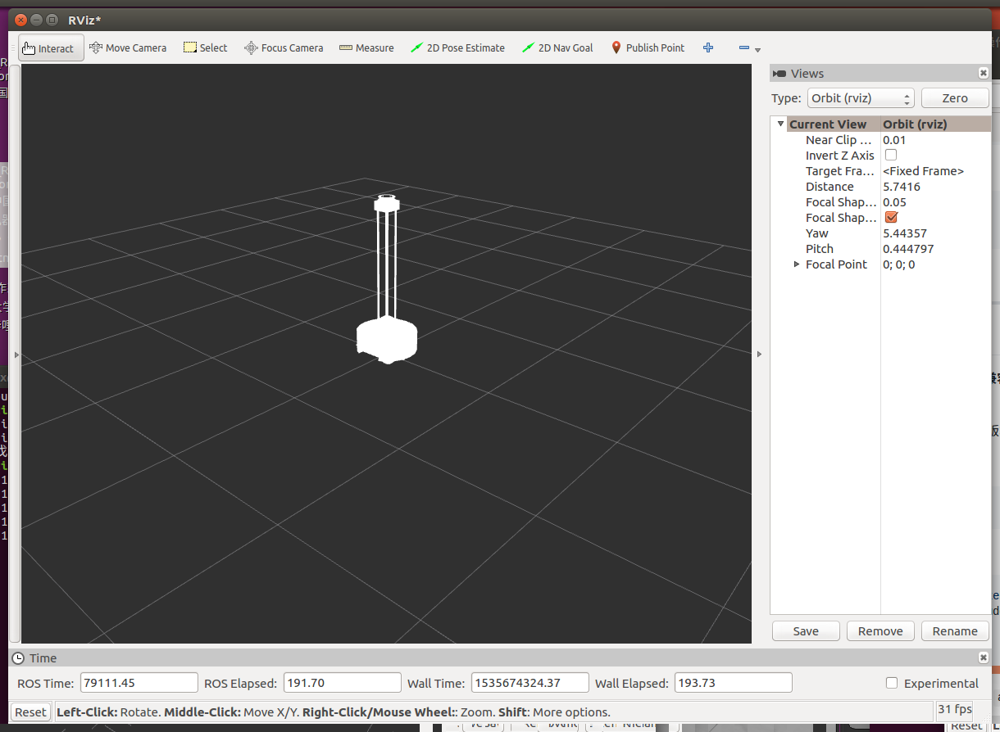 RViz*
Interact Move Camera Select Focus Camera Measure 2D Pose Estimate 2D Nav Goal Publish Point
Views
Type: Orbit (rviz) Zero
Current View Orbit (rviz)
Near Clip ... 0.01
Invert Z Axis
Target Fra... <Fixed Frame>
Distance 5.7416
Focal Shap... 0.05
Focal Shap...
Yaw 5.44357
Pitch 0.444797
Focal Point 0; 0; 0
Save Remove Rename
Time
ROS Time: 79111.45 ROS Elapsed: 191.70 Wall Time: 1535674324.37 Wall Elapsed: 193.73 Experimental
Reset Left-Click: Rotate. Middle-Click: Move X/Y. Right-Click/Mouse Wheel:: Zoom. Shift: More options. 31 fps
Reset